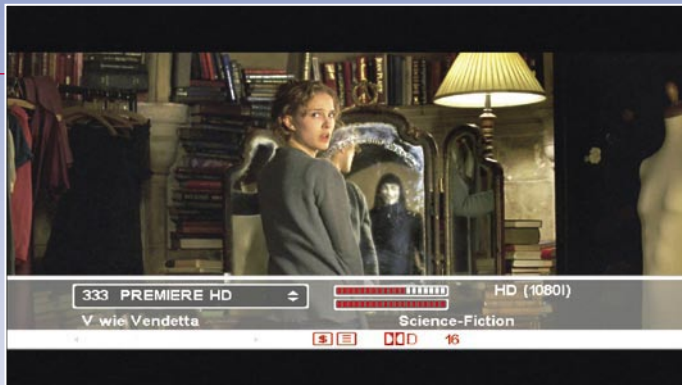 333 PREMIERE HD HD (1080I)
V wie Vendetta Science-Fiction
$ D 16